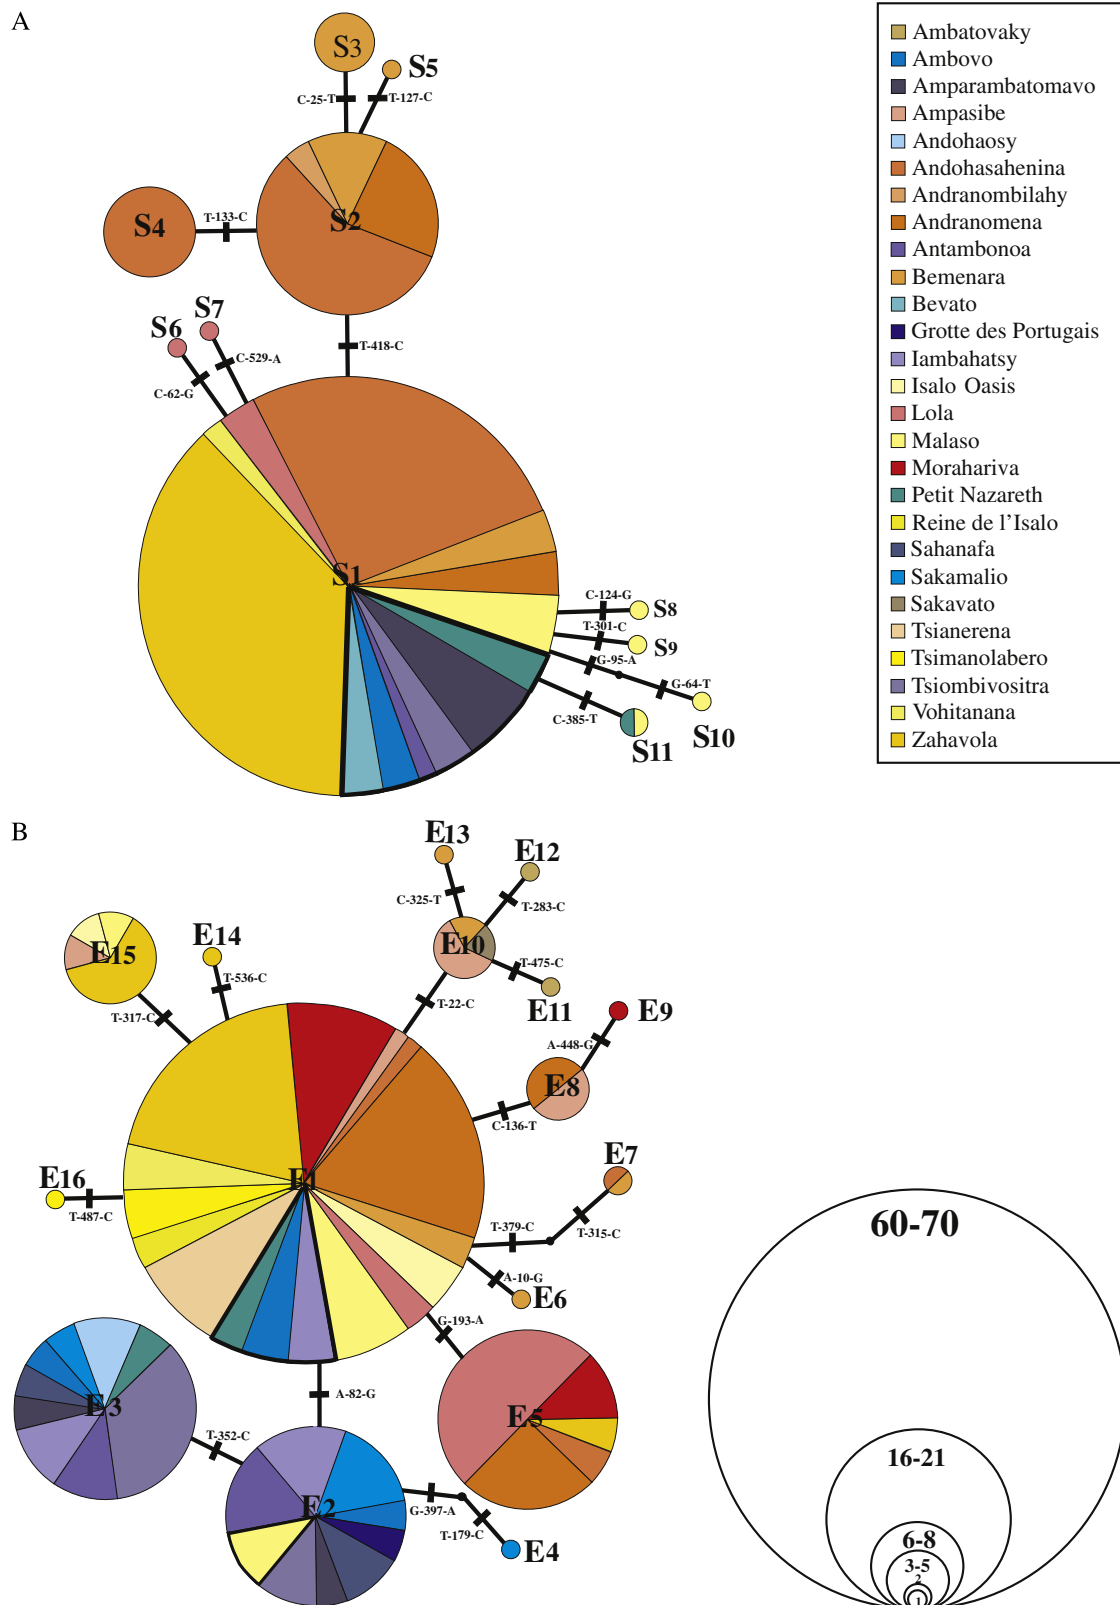 A
S3
S5
C-25-T
T-127-C
S4
T-133-C
S2
S7
S6
T-418-C
C-529-A
C-62-G
S1
C-124-G
S8
T-301-C
S9
G-95-A
G-64-T
C-385-T
S10
S11
Ambatovaky
Ambovo
Amparambatomavo
Ampasibe
Andohaosy
Andohasahenina
Andranombilahy
Andranomena
Antambonoa
Bemenara
Bevato
Grotte des Portugais
Iambahatsy
Isalo Oasis
Lola
Malaso
Morahariva
Petit Nazareth
Reine de l'Isalo
Sahanafa
Sakamalio
Sakavato
Tsianerena
Tsimanolabero
Tsiombivositra
Vohitanana
Zahavola
B
E13
E12
C-325-T
T-283-C
E15
E14
E10
T-475-C
T-536-C
E11
T-317-C
T-22-C
E9
A-448-G
E8
C-136-T
E16
E1
E7
T-487-C
T-379-C
T-315-C
A-10-G
E6
G-193-A
A-82-G
E3
E5
T-352-C
E2
G-397-A
T-179-C
E4
60-70
16-21
6-8
3-5
2
1